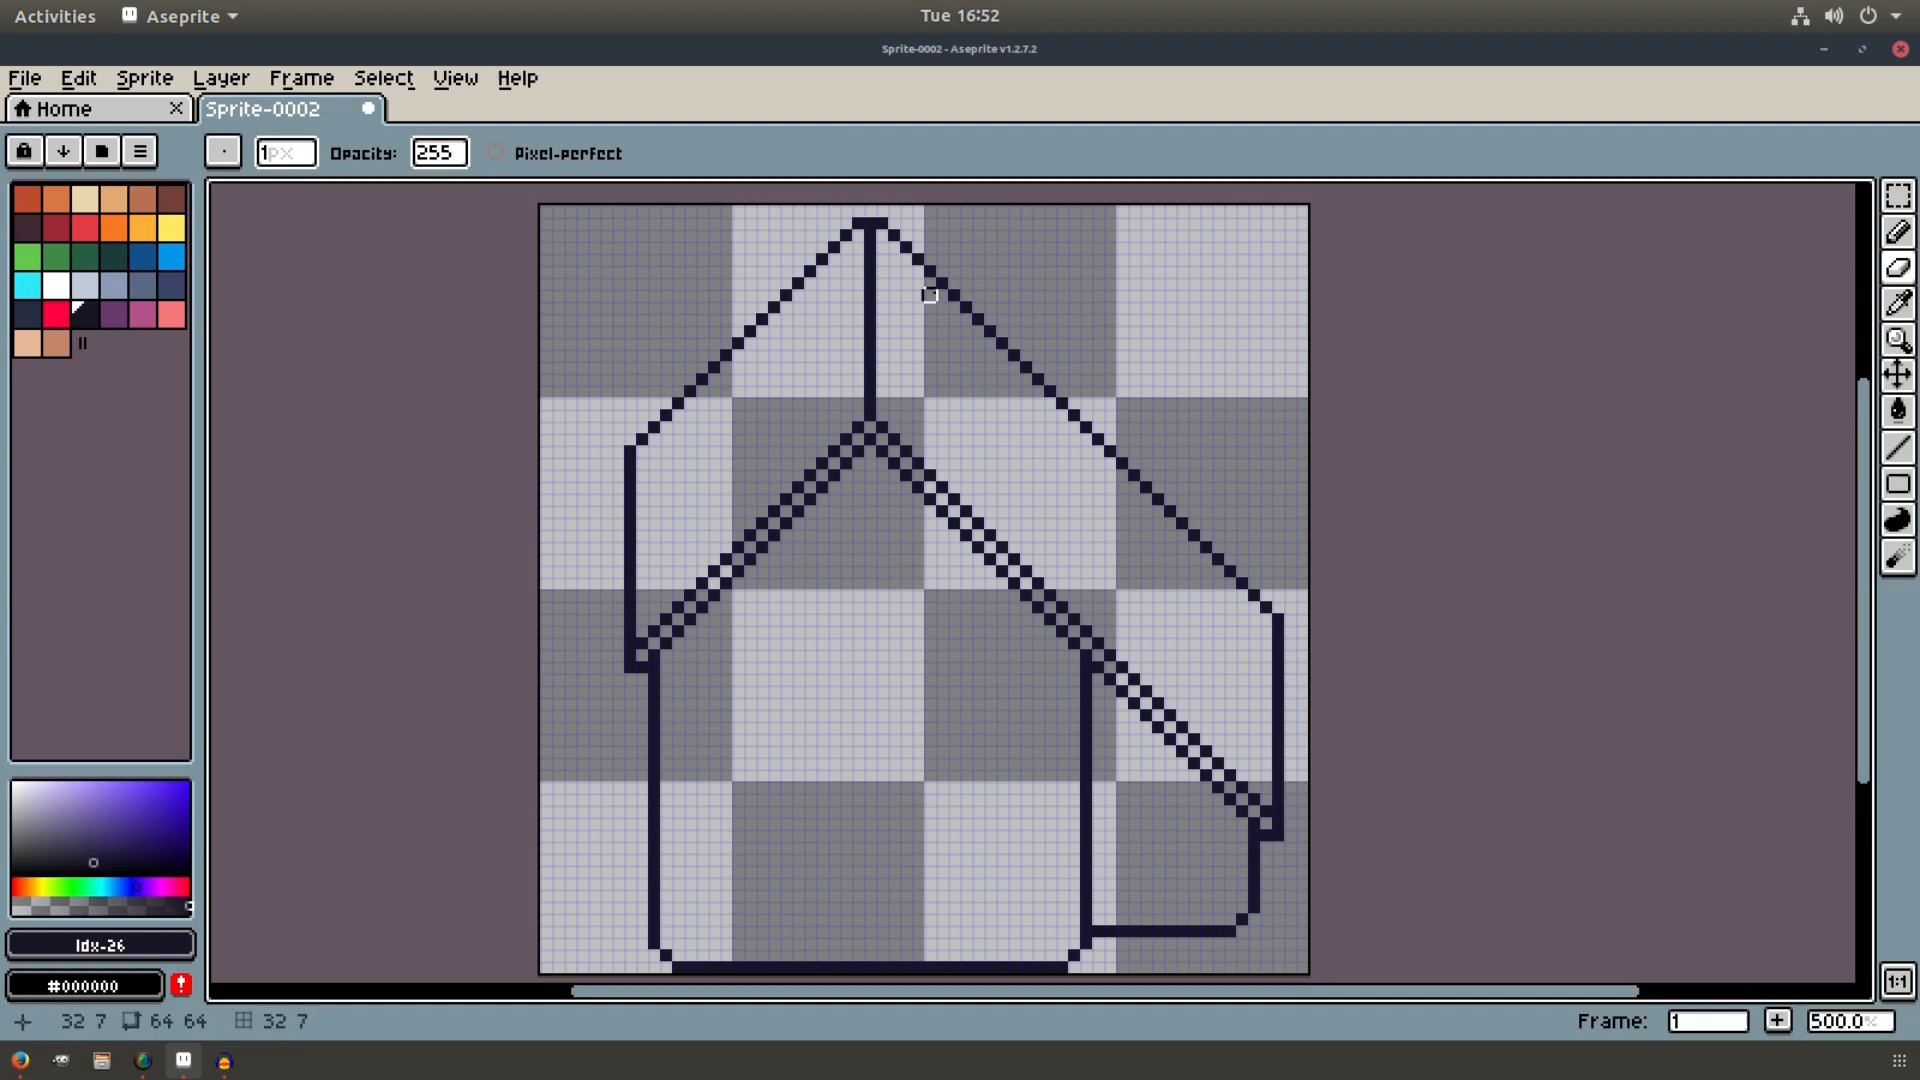 Activities Aseprite Tue 16:52
Sprite-0002 - Aseprite v1.2.7.2
File Edit Sprite Layer Frame Select View Help
Home Sprite-0002
1px Opacity: 255 Pixel-perfect
Idx-26
#000000 !
32 7 64 64 32 7 Frame: 1 + 500.0%
1:1